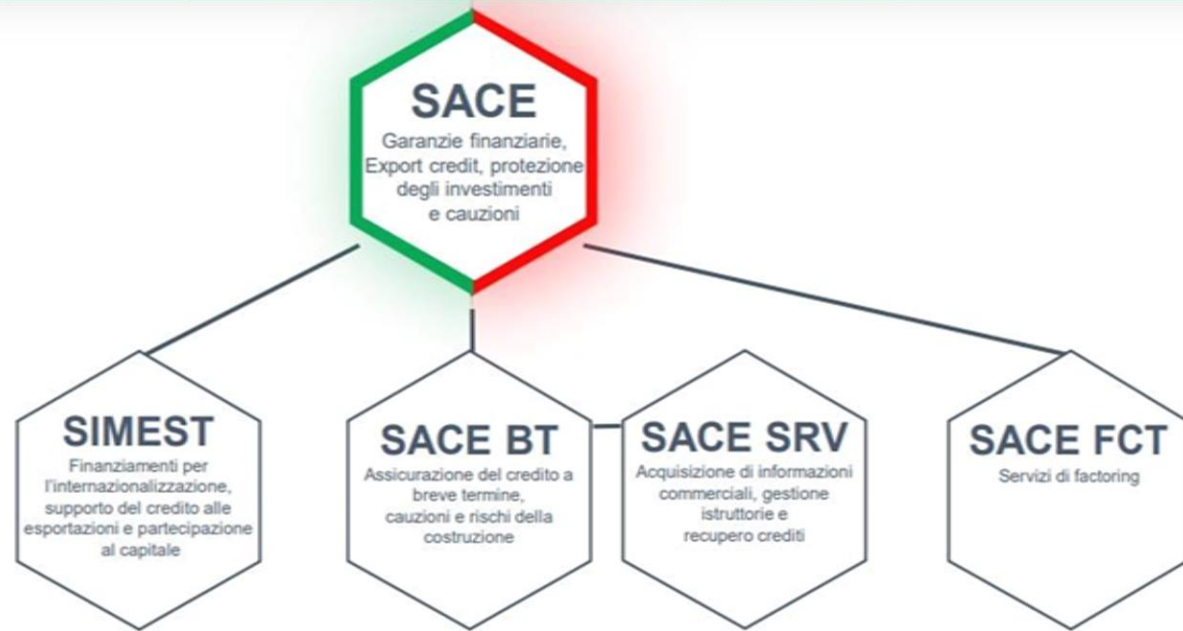 SACE
Garanzie finanziarie,
Export credit, protezione
degli investimenti
e cauzioni
SIMEST
Finanziamenti per
l'internazionalizzazione,
supporto del credito alle
esportazioni e partecipazione
al capitale
SACE BT
Assicurazione del credito a
breve termine,
cauzioni e rischi della
costruzione
SACE SRV
Acquisizione di informazioni
commerciali, gestione
istruttorie e
recupero crediti
SACE FCT
Servizi di factoring